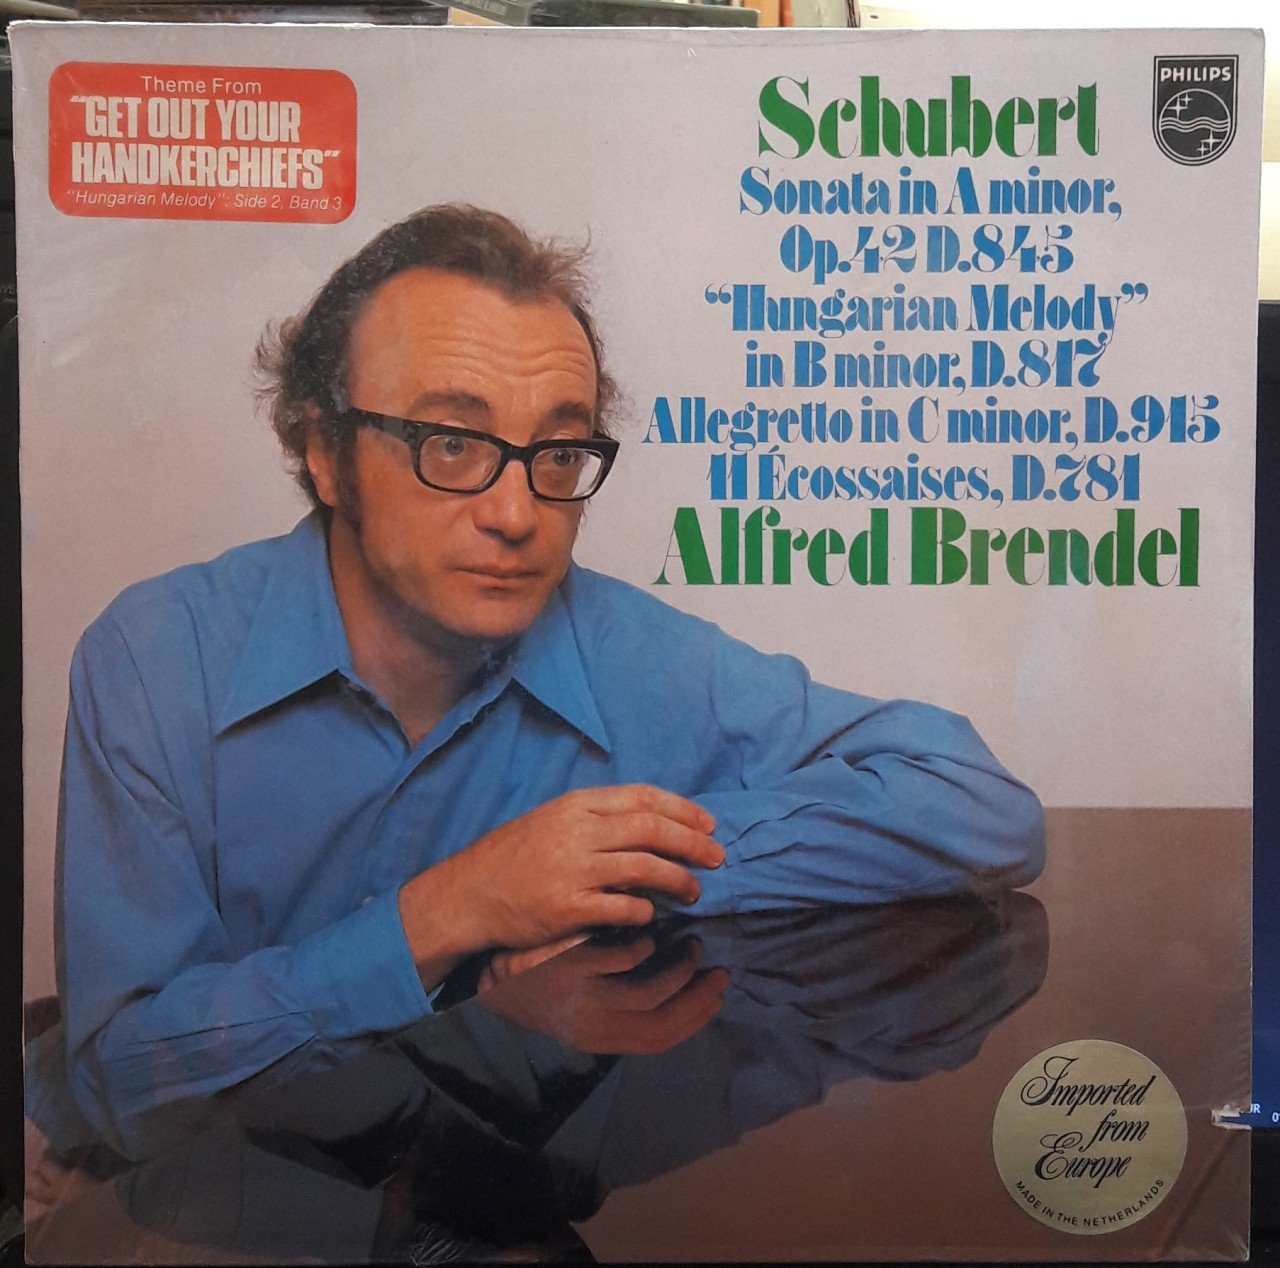 Theme From
"GET OUT YOUR
HANDKERCHIEFS"
"Hungarian Melody": Side 2, Band 3
PHILIPS
Schubert
Sonata in A minor,
Op.42 D.845
"Hungarian Melody"
in B minor, D.817
Allegretto in C minor, D.915
11 Écossaises, D.781
Alfred Brendel
Imported
from
Europe
MADE IN THE NETHERLANDS